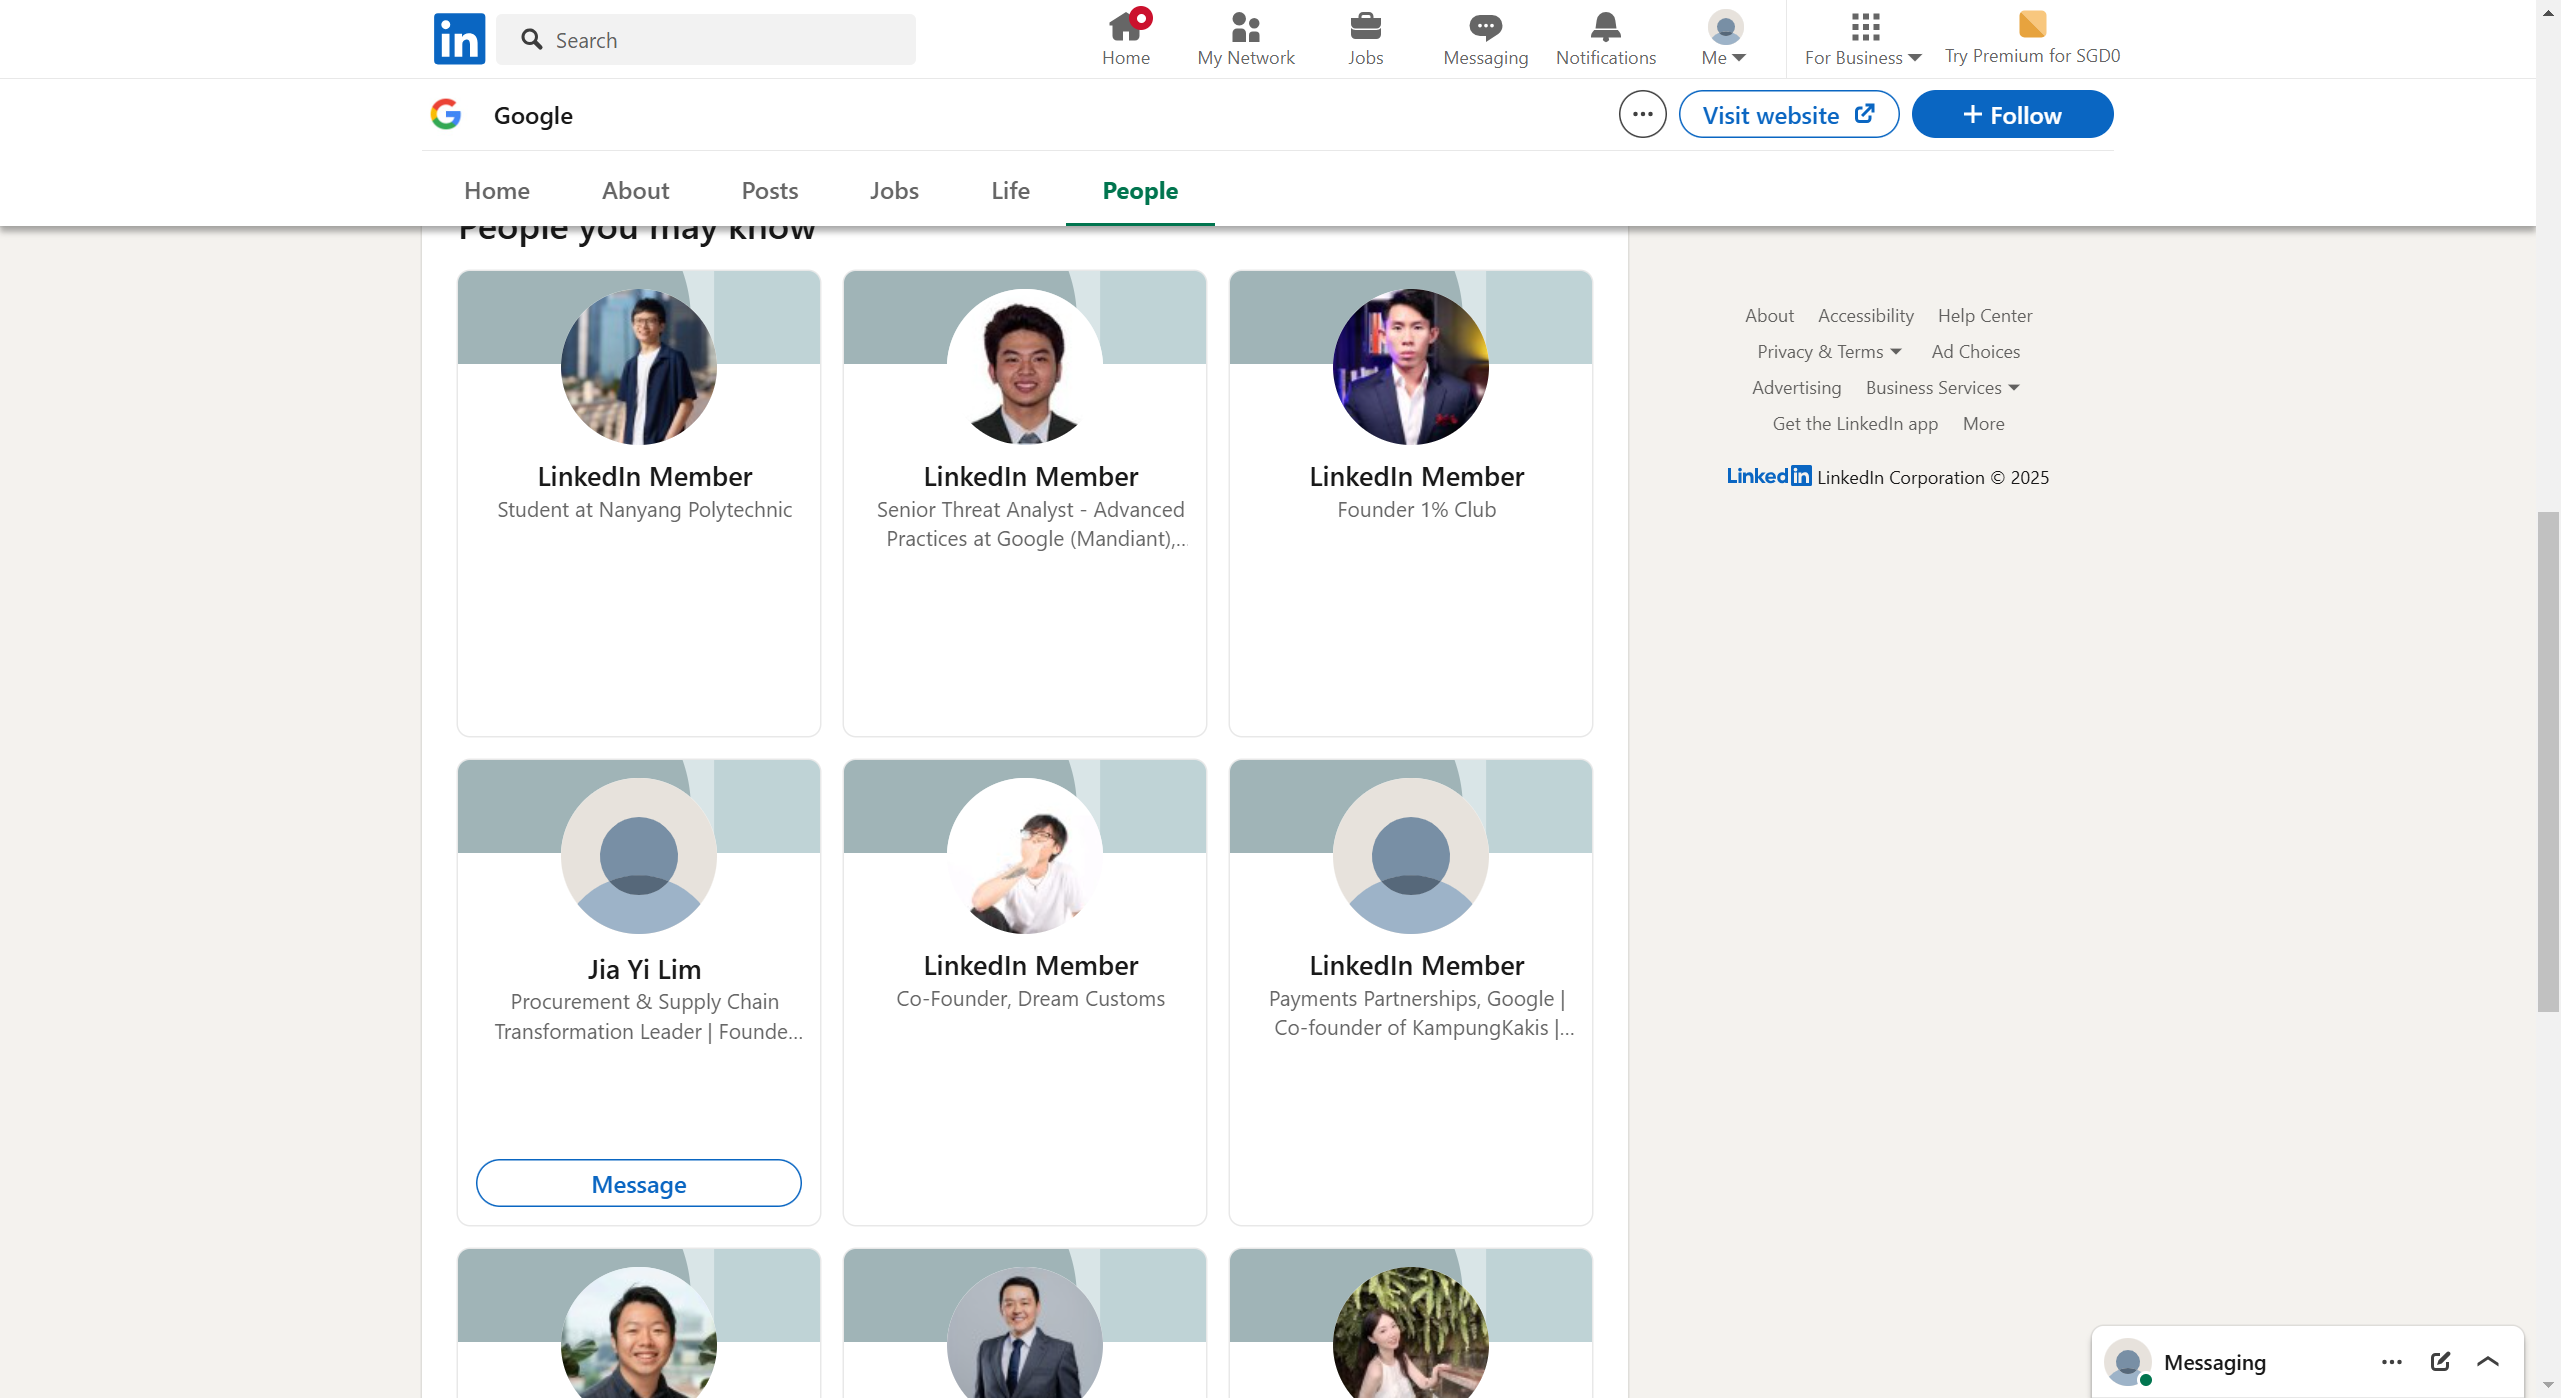 in Search
Home My Network Jobs Messaging Notifications Me For Business Try Premium for SGD0
Google
Visit website + Follow
Home About Posts Jobs Life People
People you may know
LinkedIn Member
Student at Nanyang Polytechnic
LinkedIn Member
Senior Threat Analyst - Advanced
Practices at Google (Mandiant),...
LinkedIn Member
Founder 1% Club
Jia Yi Lim
Procurement & Supply Chain
Transformation Leader | Founde...
Message
LinkedIn Member
Co-Founder, Dream Customs
LinkedIn Member
Payments Partnerships, Google |
Co-founder of KampungKakis |...
About Accessibility Help Center
Privacy & Terms Ad Choices
Advertising Business Services
Get the LinkedIn app More
LinkedIn LinkedIn Corporation © 2025
Messaging